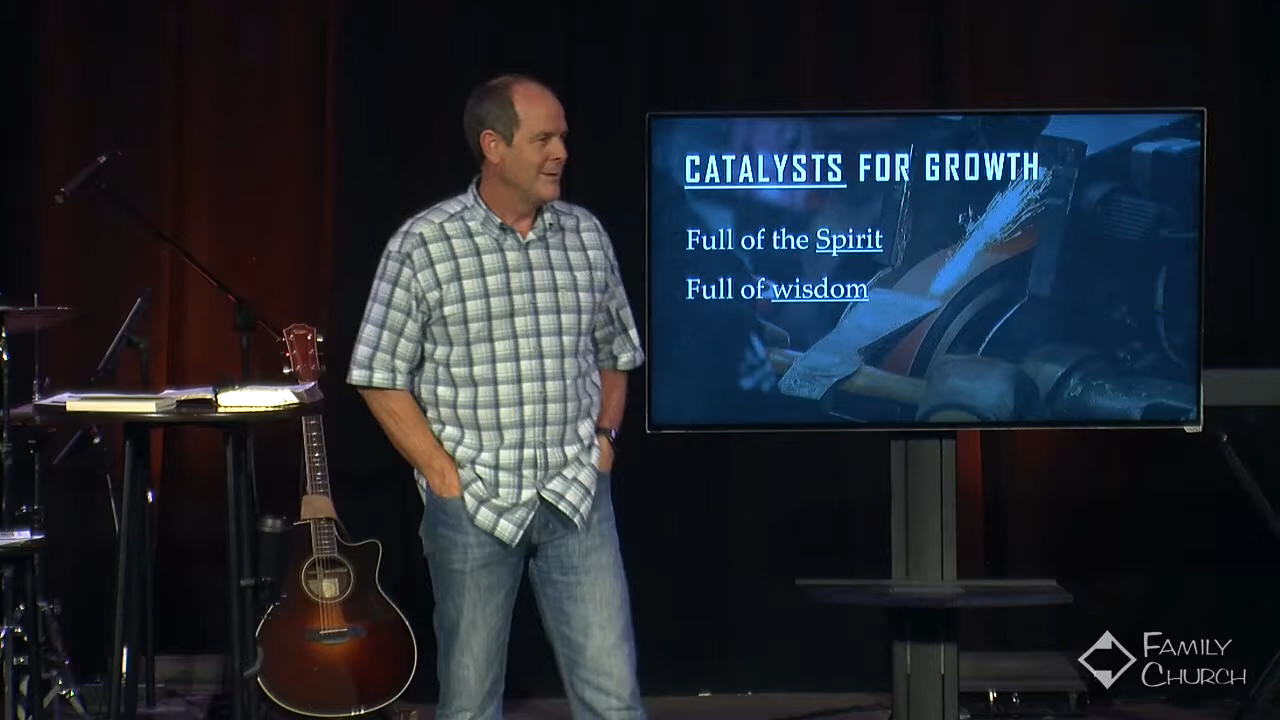 CATALYSTS FOR GROWTH
Full of the Spirit
Full of wisdom
FAMILY
CHURCH